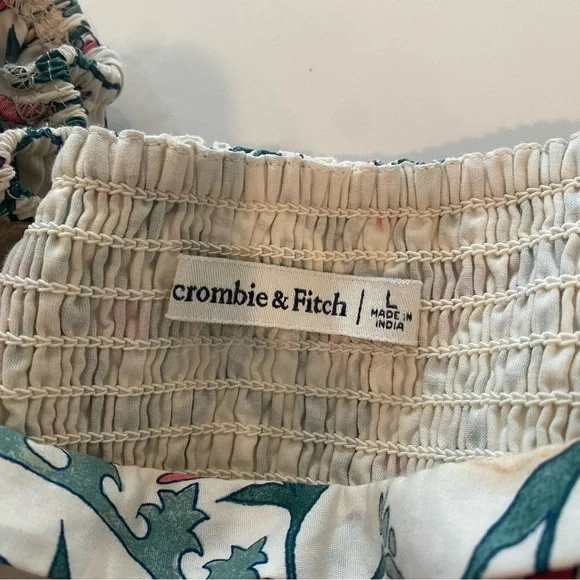 crombie & Fitch
L
MADE IN
INDIA